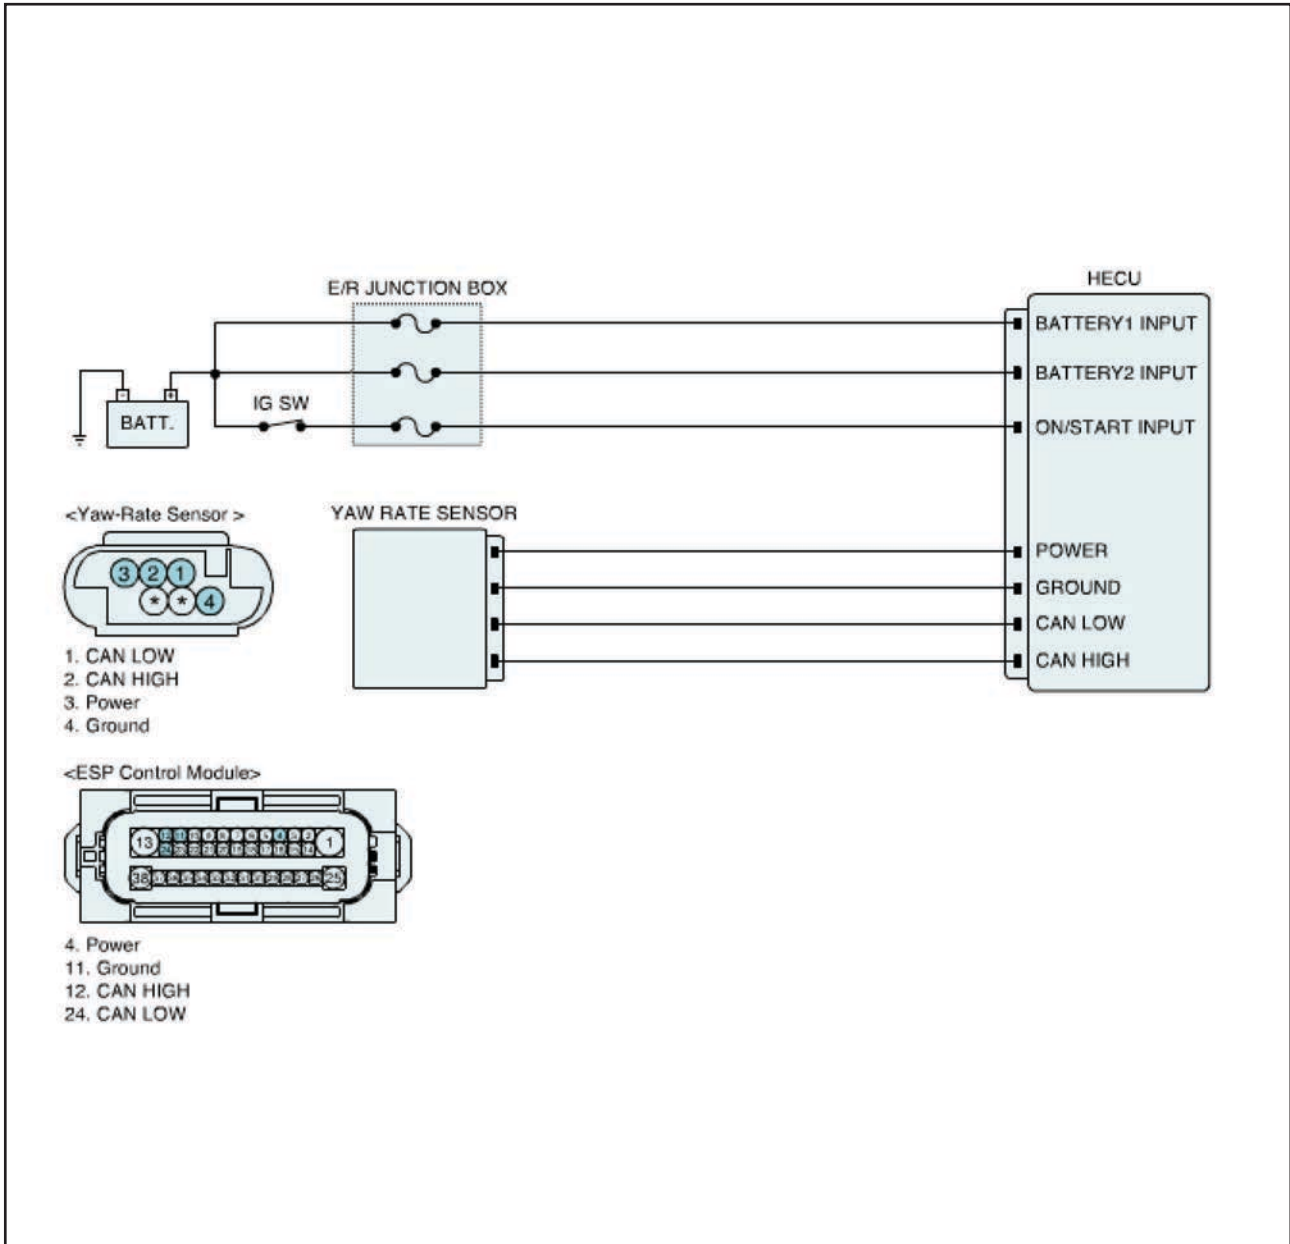 E/R JUNCTION BOX
HECU
BATTERY1 INPUT
BATTERY2 INPUT
IG SW
- +
BATT.
ON/START INPUT
<Yaw-Rate Sensor >
YAW RATE SENSOR
3 2 1
* * 4
POWER
GROUND
CAN LOW
CAN HIGH
1. CAN LOW
2. CAN HIGH
3. Power
4. Ground
<ESP Control Module>
13 1
38 25
4. Power
11. Ground
12. CAN HIGH
24. CAN LOW